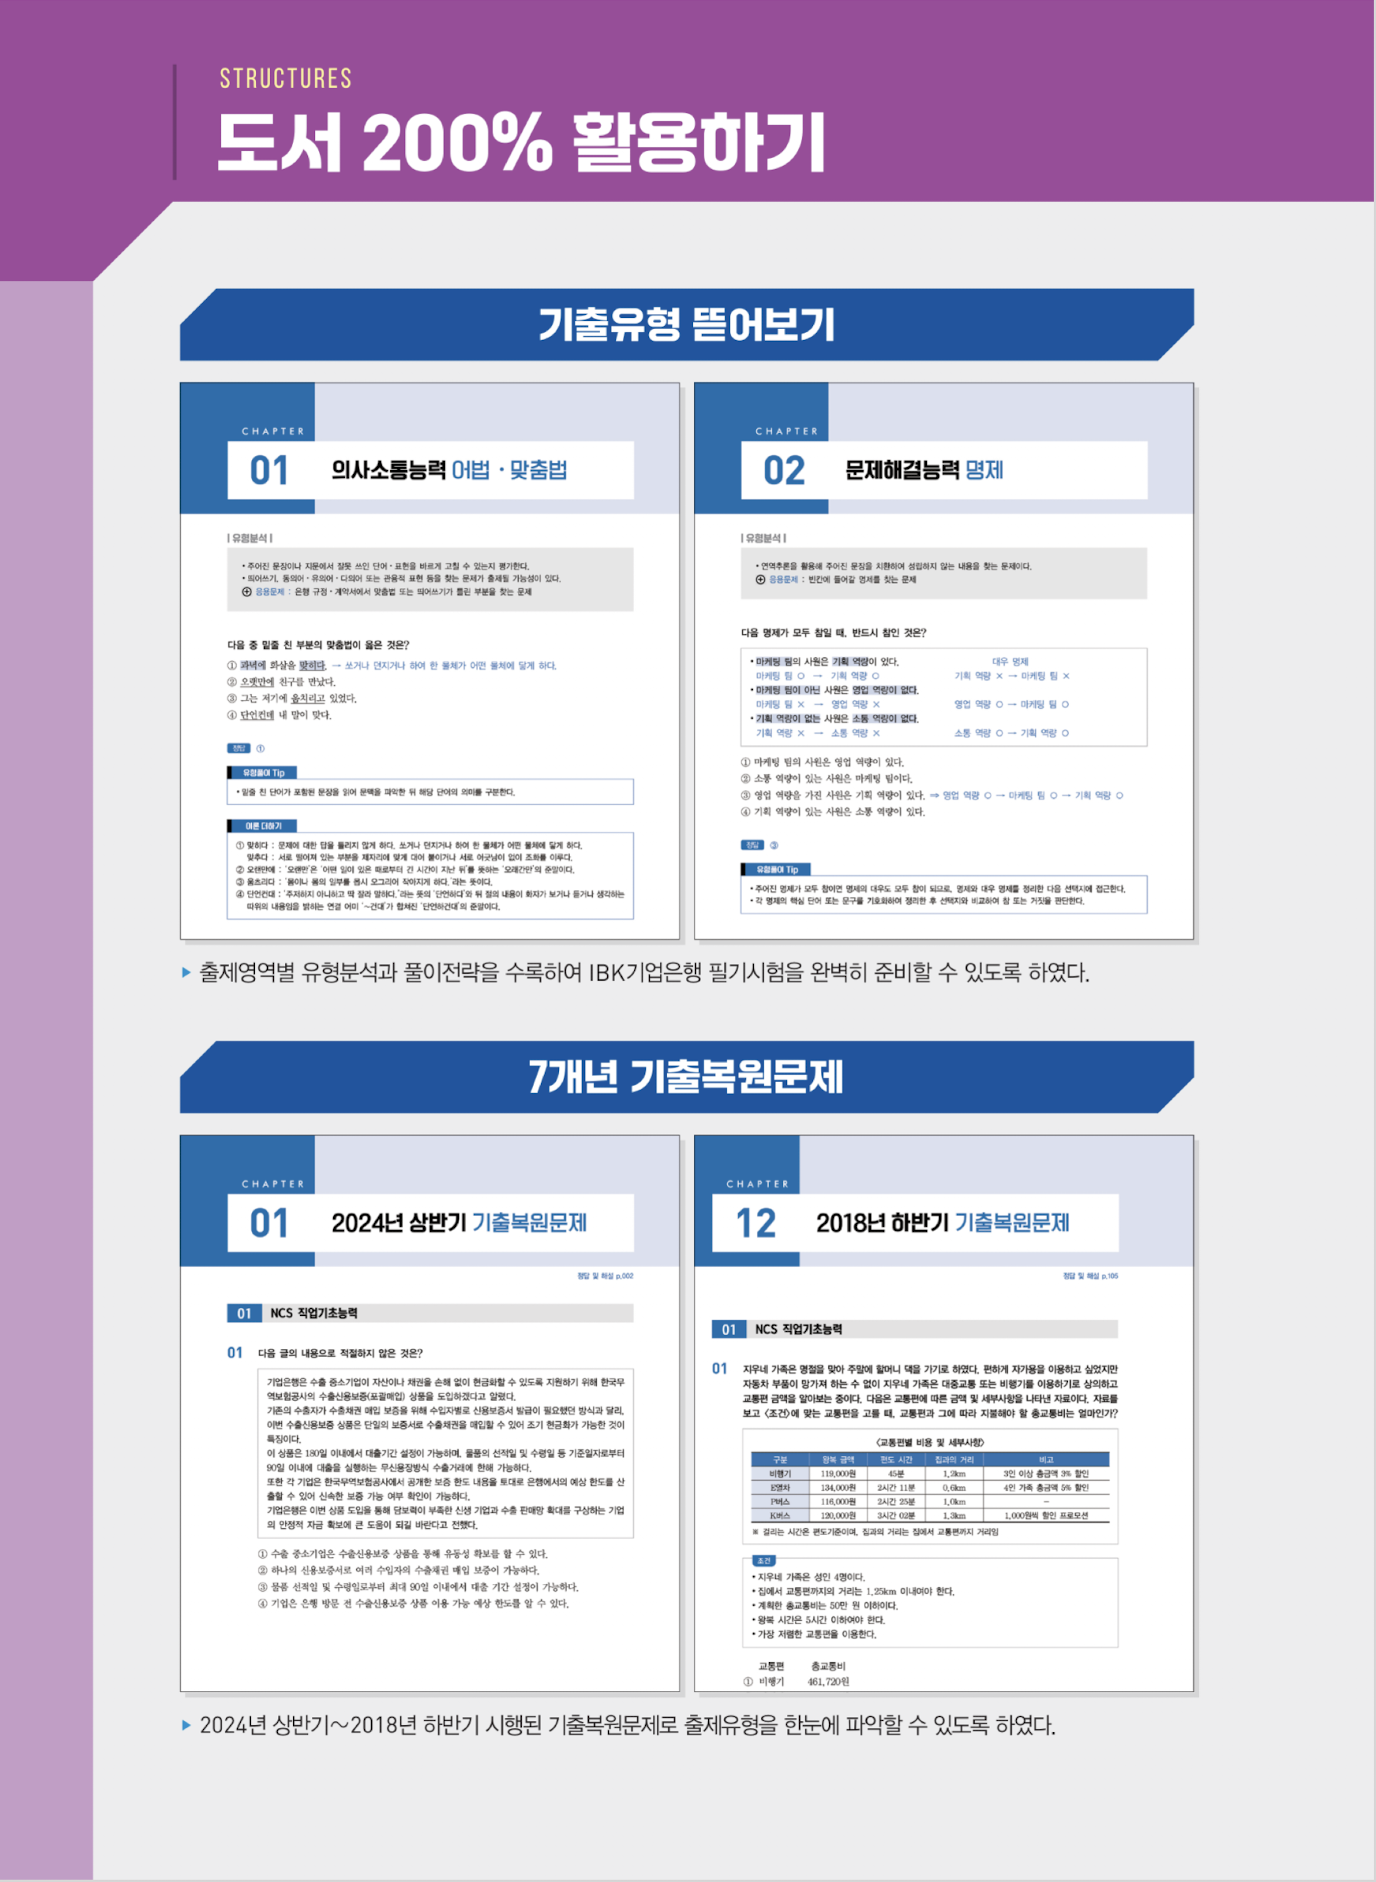 STRUCTURES
도서 200% 활용하기
기출유형 뜯어보기
CHAPTER
01 의사소통능력 어법·맞춤법
| 유형분석 |
• 주어진 문장이나 지문에서 잘못 쓰인 단어·표현을 바르게 고칠 수 있는지 평가한다.
• 띄어쓰기, 동의어·유의어·다의어 또는 관용적 표현 등을 찾는 문제가 출제될 가능성이 있다.
⊕ 응용문제 : 은행 규정·계약서에서 맞춤법 또는 띄어쓰기가 틀린 부분을 찾는 문제
다음 중 밑줄 친 부분의 맞춤법이 옳은 것은?
① 과녁에 화살을 맞히다. → 쏘거나 던지거나 하여 한 물체가 어떤 물체에 닿게 하다.
② 오랫만에 친구를 만났다.
③ 그는 저기에 움치리고 있었다.
④ 단언컨테 내 말이 맞다.
정답 ①
유형풀이 Tip
• 밑줄 친 단어가 포함된 문장을 읽어 문맥을 파악한 뒤 해당 단어의 의미를 구분한다.
이론 더하기
① 맞히다 : 문제에 대한 답을 틀리지 않게 하다. 쏘거나 던지거나 하여 한 물체가 어떤 물체에 닿게 하다.
맞추다 : 서로 떨어져 있는 부분을 제자리에 맞게 대어 붙이거나 서로 어긋남이 없이 조화를 이루다.
② 오랜만에 : '오랜만'은 '어떤 일이 있은 때로부터 긴 시간이 지난 뒤'를 뜻하는 '오래간만'의 준말이다.
③ 움츠리다 : '몸이나 몸의 일부를 몹시 오그리어 작아지게 하다.'라는 뜻이다.
④ 단언컨대 : '주저하지 아니하고 딱 잘라 말하다.'라는 뜻의 '단언하다'와 뒤 절의 내용이 화자가 보거나 듣거나 생각하는
따위의 내용임을 밝히는 연결 어미 '~건대'가 합쳐진 '단언하건대'의 준말이다.
CHAPTER
02 문제해결능력 명제
| 유형분석 |
• 연역추론을 활용해 주어진 문장을 치환하여 성립하지 않는 내용을 찾는 문제이다.
⊕ 응용문제 : 빈칸에 들어갈 명제를 찾는 문제
다음 명제가 모두 참일 때, 반드시 참인 것은?
• 마케팅 팀의 사원은 기획 역량이 있다. 대우 명제
마케팅 팀 ○ → 기획 역량 ○ 기획 역량 × → 마케팅 팀 ×
• 마케팅 팀이 아닌 사원은 영업 역량이 없다.
마케팅 팀 × → 영업 역량 × 영업 역량 ○ → 마케팅 팀 ○
• 기획 역량이 없는 사원은 소통 역량이 없다.
기획 역량 × → 소통 역량 × 소통 역량 ○ → 기획 역량 ○
① 마케팅 팀의 사원은 영업 역량이 있다.
② 소통 역량이 있는 사원은 마케팅 팀이다.
③ 영업 역량을 가진 사원은 기획 역량이 있다. ⇒ 영업 역량 ○ → 마케팅 팀 ○ → 기획 역량 ○
④ 기획 역량이 있는 사원은 소통 역량이 있다.
정답 ③
유형풀이 Tip
• 주어진 명제가 모두 참이면 명제의 대우도 모두 참이 되므로, 명제와 대우 명제를 정리한 다음 선택지에 접근한다.
• 각 명제의 핵심 단어 또는 문구를 기호화하여 정리한 후 선택지와 비교하여 참 또는 거짓을 판단한다.
▶ 출제영역별 유형분석과 풀이전략을 수록하여 IBK기업은행 필기시험을 완벽히 준비할 수 있도록 하였다.
7개년 기출복원문제
CHAPTER
01 2024년 상반기 기출복원문제
정답 및 해설 p.002
01 NCS 직업기초능력
01 다음 글의 내용으로 적절하지 않은 것은?
기업은행은 수출 중소기업이 자산이나 채권을 손해 없이 현금화할 수 있도록 지원하기 위해 한국무
역보험공사의 수출신용보증(포괄매입) 상품을 도입하겠다고 알렸다.
기존의 수출자가 수출채권 매입 보증을 위해 수입자별로 신용보증서 발급이 필요했던 방식과 달리,
이번 수출신용보증 상품은 단일의 보증서로 수출채권을 매입할 수 있어 조기 현금화가 가능한 것이
특징이다.
이 상품은 180일 이내에서 대출기간 설정이 가능하며, 물품의 선적일 및 수령일 등 기준일자로부터
90일 이내에 대출을 실행하는 무신용장방식 수출거래에 한해 가능하다.
또한 각 기업은 한국무역보험공사에서 공개한 보증 한도 내용을 토대로 은행에서의 예상 한도를 산
출할 수 있어 신속한 보증 가능 여부 확인이 가능하다.
기업은행은 이번 상품 도입을 통해 담보력이 부족한 신생 기업과 수출 판매망 확대를 구상하는 기업
의 안정적 자금 확보에 큰 도움이 되길 바란다고 전했다.
① 수출 중소기업은 수출신용보증 상품을 통해 유동성 확보를 할 수 있다.
② 하나의 신용보증서로 여러 수입자의 수출채권 매입 보증이 가능하다.
③ 물품 선적일 및 수령일로부터 최대 90일 이내에서 대출 기간 설정이 가능하다.
④ 기업은 은행 방문 전 수출신용보증 상품 이용 가능 예상 한도를 알 수 있다.
CHAPTER
12 2018년 하반기 기출복원문제
정답 및 해설 p.105
01 NCS 직업기초능력
01 지우네 가족은 명절을 맞아 주말에 할머니 댁을 가기로 하였다. 편하게 자가용을 이용하고 싶었지만
자동차 부품이 망가져 하는 수 없이 지우네 가족은 대중교통 또는 비행기를 이용하기로 상의하고
교통편 금액을 알아보는 중이다. 다음은 교통편에 따른 금액 및 세부사항을 나타낸 자료이다. 자료를
보고 〈조건〉에 맞는 교통편을 고를 때, 교통편과 그에 따라 지불해야 할 총교통비는 얼마인가?
〈교통편별 비용 및 세부사항〉
구분 왕복 금액 편도 시간 집과의 거리 비고
비행기 119,000원 45분 1.2km 3인 이상 총금액 3% 할인
E열차 134,000원 2시간 11분 0.6km 4인 가족 총금액 5% 할인
P버스 116,000원 2시간 25분 1.0km –
K버스 120,000원 3시간 02분 1.3km 1,000원씩 할인 프로모션
※ 걸리는 시간은 편도기준이며, 집과의 거리는 집에서 교통편까지 거리임
조건
• 지우네 가족은 성인 4명이다.
• 집에서 교통편까지의 거리는 1.25km 이내여야 한다.
• 계획한 총교통비는 50만 원 이하이다.
• 왕복 시간은 5시간 이하여야 한다.
• 가장 저렴한 교통편을 이용한다.
교통편 총교통비
① 비행기 461,720원
▶ 2024년 상반기~2018년 하반기 시행된 기출복원문제로 출제유형을 한눈에 파악할 수 있도록 하였다.